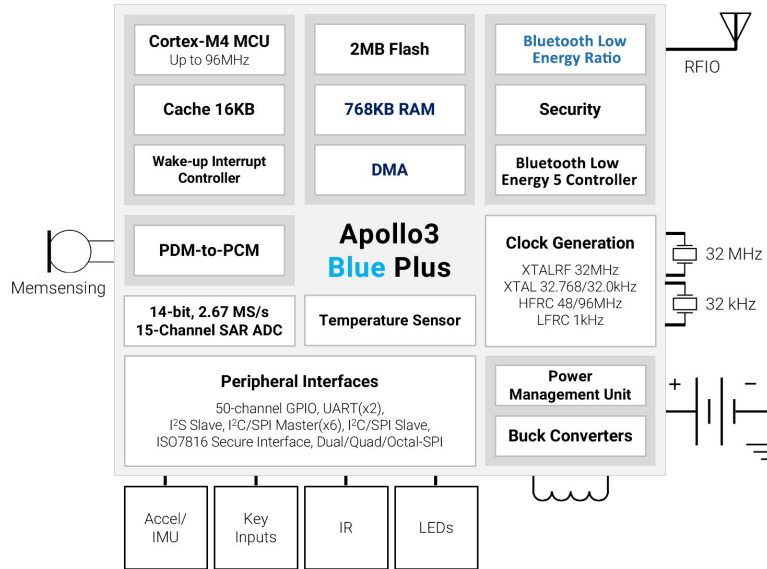 Cortex-M4 MCU
Up to 96MHz
2MB Flash
Bluetooth Low
Energy Ratio
RFIO
Cache 16KB
768KB RAM
Security
Wake-up Interrupt
Controller
DMA
Bluetooth Low
Energy 5 Controller
PDM-to-PCM
Memsensing
Apollo3
Blue Plus
Clock Generation
XTALRF 32MHz
XTAL 32.768/32.0kHz
HFRC 48/96MHz
LFRC 1kHz
32 MHz
32 kHz
14-bit, 2.67 MS/s
15-Channel SAR ADC
Temperature Sensor
Peripheral Interfaces
50-channel GPIO, UART(x2),
I²S Slave, I²C/SPI Master(x6), I²C/SPI Slave,
ISO7816 Secure Interface, Dual/Quad/Octal-SPI
Power
Management Unit
Buck Converters
+
−
Accel/
IMU
Key
Inputs
IR
LEDs